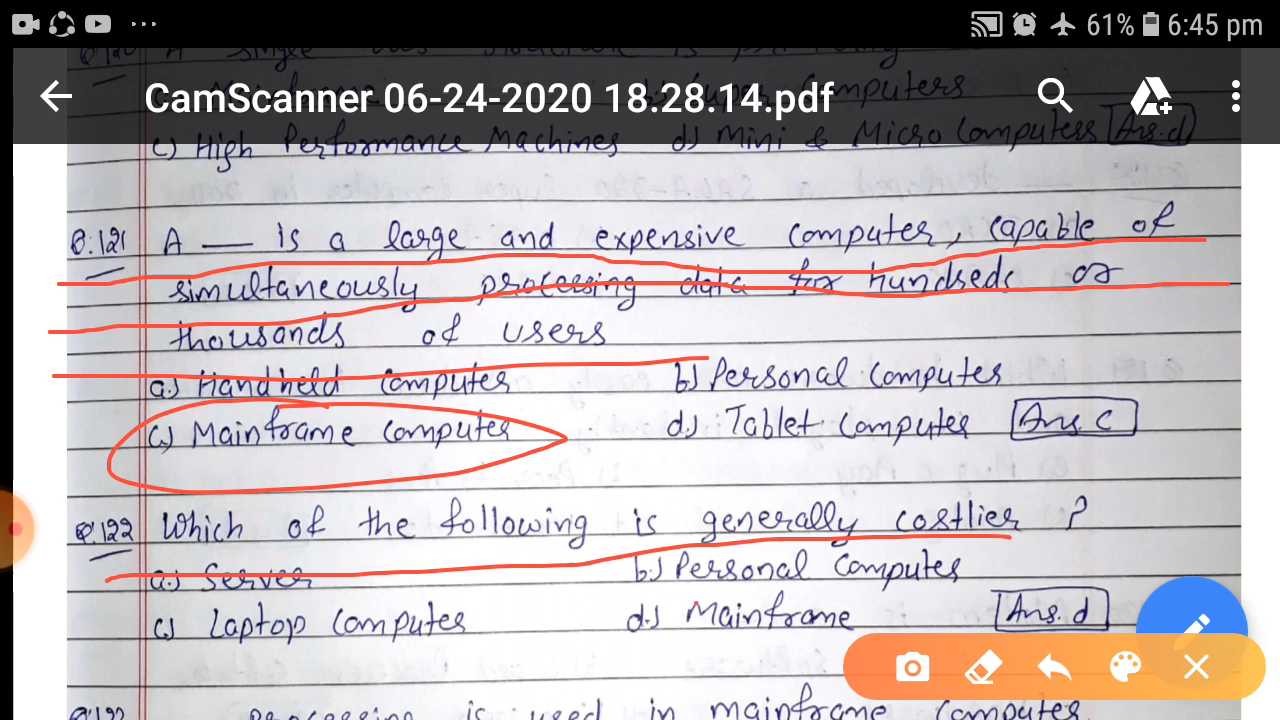 61% 6:45 pm
CamScanner 06-24-2020 18.28.14.pdf
c) High Performance Machines d) Mini & Micro Computers Ans. d
Q.121 A — is a large and expensive computer, capable of
simultaneously processing data for hundreds or
thousands of users
a.) Handheld computer b) Personal Computer
c) Mainframe computer d.) Tablet Computer Ans. c
Q.122 Which of the following is generally costlier ?
a.) Server b.) Personal Computer
c) Laptop Computer d.) Mainframe Ans. d
Processing is used in mainframe computer.